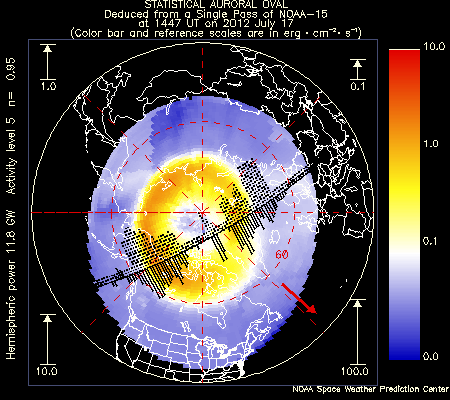 STATISTICAL AURORAL OVAL
Deduced from a Single Pass of NOAA-15
at 1447 UT on 2012 July 17
(Color bar and reference scales are in erg · cm⁻² · s⁻¹)
Hemispheric power 11.8 GW Activity level 5 n= 0.95
1.0
0.1
60
10.0
100.0
10.0
1.0
0.1
0.0
NOAA Space Weather Prediction Center